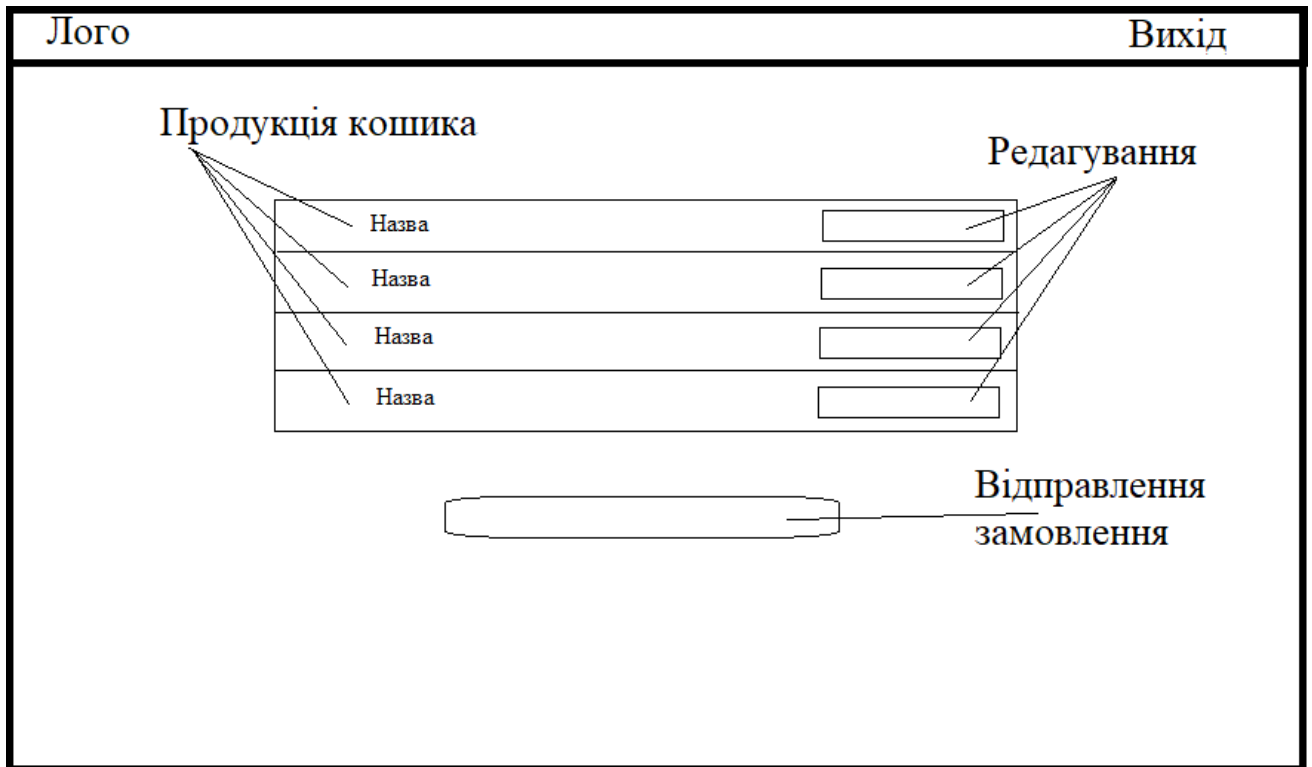 Лого
Вихід
Продукція кошика
Редагування
Назва
Назва
Назва
Назва
Відправлення
замовлення